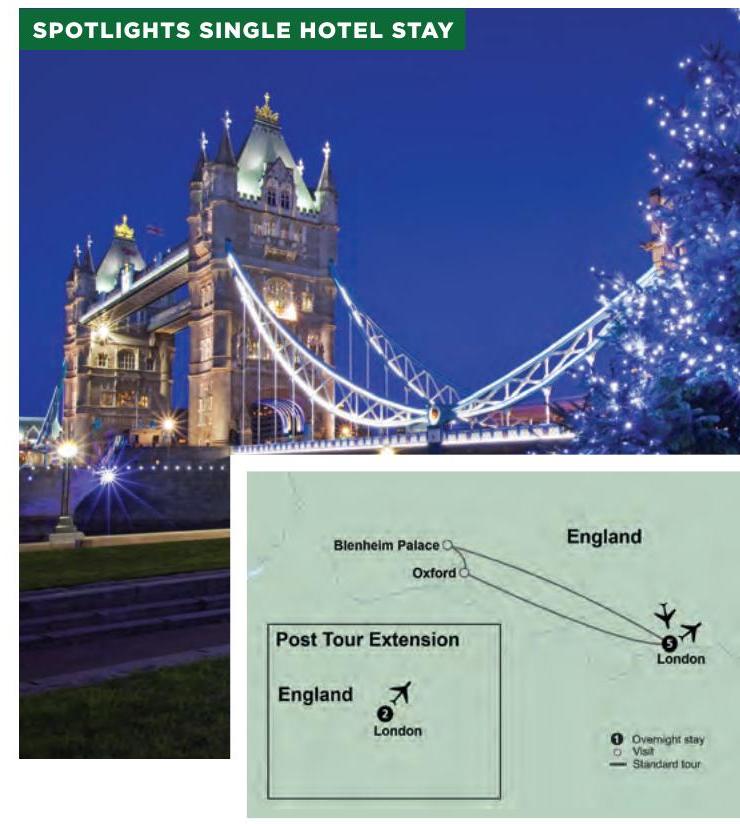 SPOTLIGHTS SINGLE HOTEL STAY
England
Blenheim Palace
Oxford
5
London
Post Tour Extension
England
2
London
1 Overnight stay
Visit
Standard tour